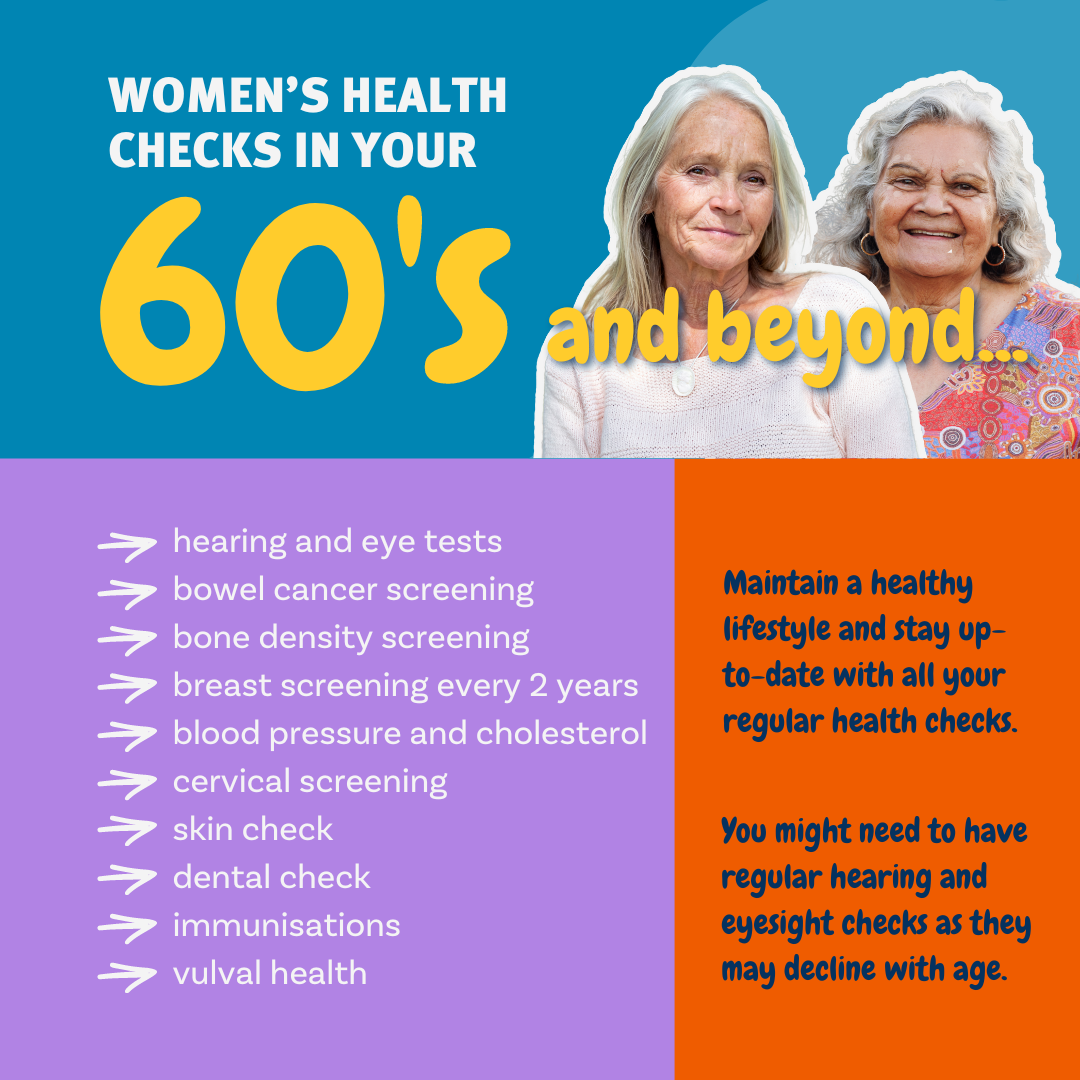 WOMEN'S HEALTH
CHECKS IN YOUR
60's
and beyond...
hearing and eye tests
bowel cancer screening
bone density screening
breast screening every 2 years
blood pressure and cholesterol
cervical screening
skin check
dental check
immunisations
vulval health
Maintain a healthy
lifestyle and stay up-
to-date with all your
regular health checks.
You might need to have
regular hearing and
eyesight checks as they
may decline with age.